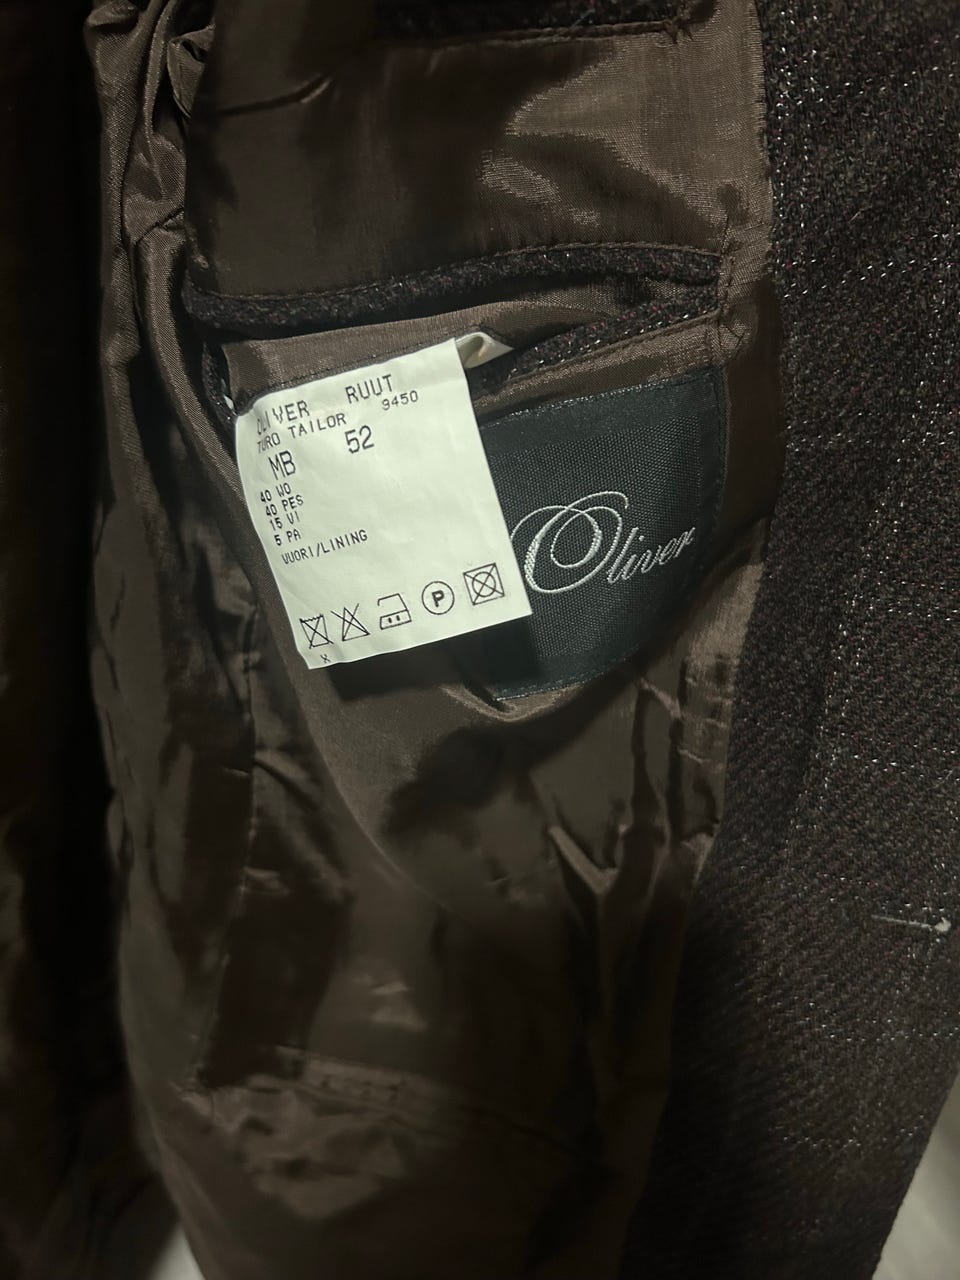 OLIVER RUUT
TURO TAILOR 9450
MB 52
40 WO
40 PES
15 VI
5 PA
VUORI/LINING
P
X
Oliver